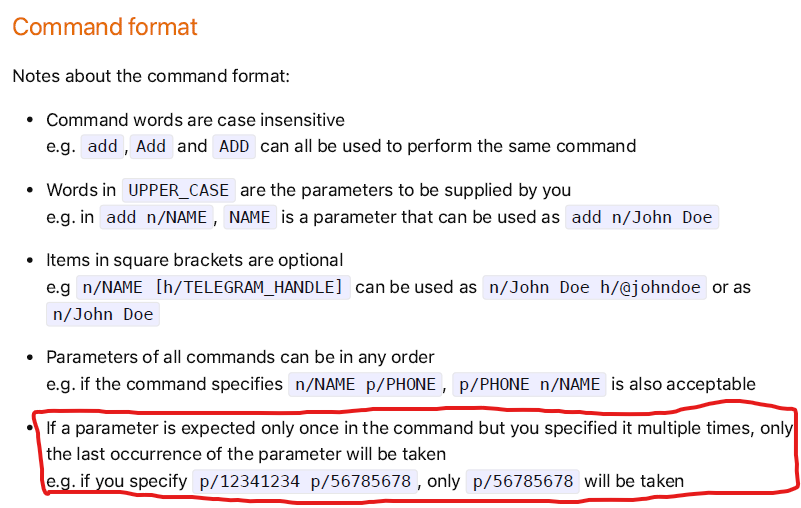 Command format
Notes about the command format:
• Command words are case insensitive
e.g. add , Add and ADD can all be used to perform the same command
• Words in UPPER_CASE are the parameters to be supplied by you
e.g. in add n/NAME , NAME is a parameter that can be used as add n/John Doe
• Items in square brackets are optional
e.g n/NAME [h/TELEGRAM_HANDLE] can be used as n/John Doe h/@johndoe or as
n/John Doe
• Parameters of all commands can be in any order
e.g. if the command specifies n/NAME p/PHONE , p/PHONE n/NAME is also acceptable
• If a parameter is expected only once in the command but you specified it multiple times, only
the last occurrence of the parameter will be taken
e.g. if you specify p/12341234 p/56785678 , only p/56785678 will be taken